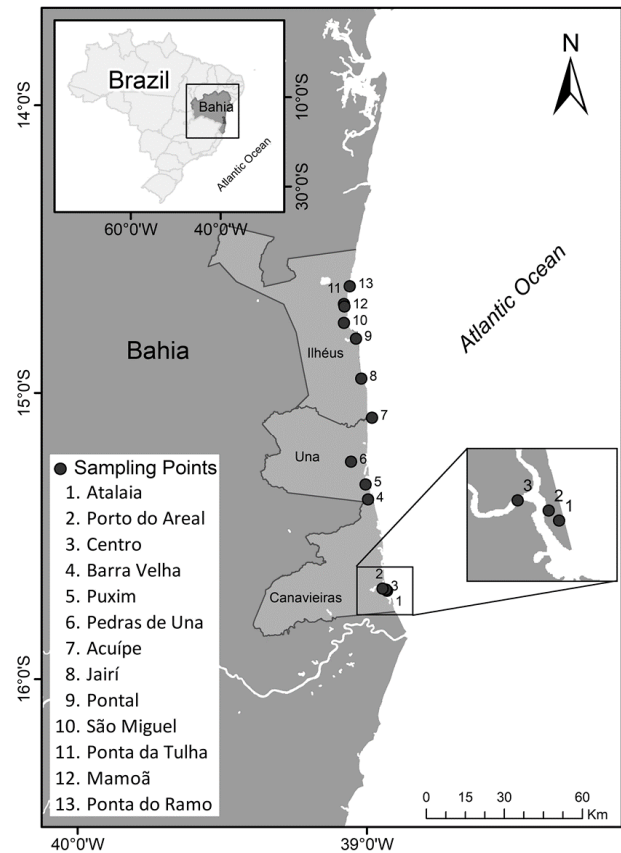 N
Brazil
Bahia
Atlantic Ocean
10°0'S
30°0'S
60°0'W
40°0'W
14°0'S
15°0'S
16°0'S
40°0'W
39°0'W
Atlantic Ocean
Bahia
Ilhéus
Una
Canavieiras
13
11
12
10
9
8
7
6
5
4
2
3
1
3
2
1
Sampling Points
1. Atalaia
2. Porto do Areal
3. Centro
4. Barra Velha
5. Puxim
6. Pedras de Una
7. Acuípe
8. Jairí
9. Pontal
10. São Miguel
11. Ponta da Tulha
12. Mamoã
13. Ponta do Ramo
0 15 30 60
Km